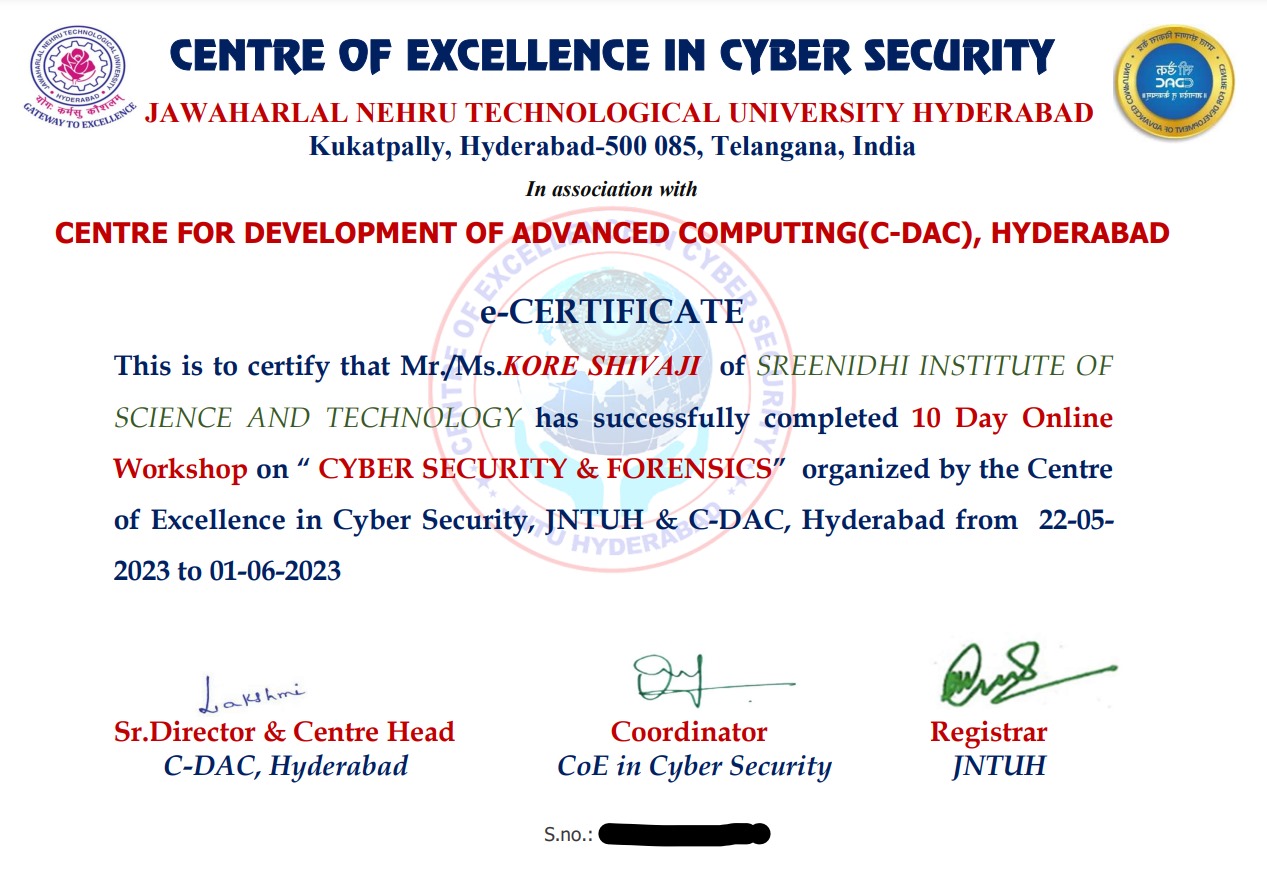 JAWAHARLAL NEHRU TECHNOLOGICAL UNIVERSITY
HYDERABAD
योगः कर्मसु कौशलम्
GATEWAY TO EXCELLENCE
CENTRE OF EXCELLENCE IN CYBER SECURITY
JAWAHARLAL NEHRU TECHNOLOGICAL UNIVERSITY HYDERABAD
Kukatpally, Hyderabad-500 085, Telangana, India
सी डैक
CDAC
CENTRE FOR DEVELOPMENT OF ADVANCED COMPUTING
In association with
CENTRE FOR DEVELOPMENT OF ADVANCED COMPUTING(C-DAC), HYDERABAD
CENTRE OF EXCELLENCE IN CYBER SECURITY
JNTU HYDERABAD
e-CERTIFICATE
This is to certify that Mr./Ms.KORE SHIVAJI of SREENIDHI INSTITUTE OF
SCIENCE AND TECHNOLOGY has successfully completed 10 Day Online
Workshop on “ CYBER SECURITY & FORENSICS” organized by the Centre
of Excellence in Cyber Security, JNTUH & C-DAC, Hyderabad from 22-05-
2023 to 01-06-2023
Lakshmi
Sr.Director & Centre Head
C-DAC, Hyderabad
Coordinator
CoE in Cyber Security
Registrar
JNTUH
S.no.: